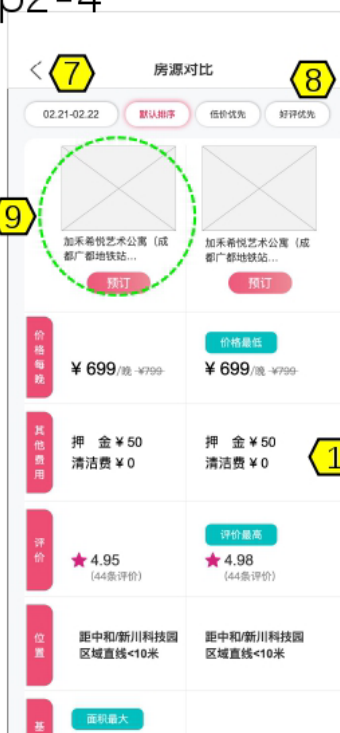 p2-4
7
房源对比
8
02.21-02.22
默认排序
低价优先
好评优先
9
加禾希悦艺术公寓（成
都广都地铁站...
预订
加禾希悦艺术公寓（成
都广都地铁站...
预订
价格每晚
¥ 699/晚 ¥799
价格最低
¥ 699/晚 ¥799
其他费用
押 金 ¥ 50
清洁费 ¥ 0
押 金 ¥ 50
清洁费 ¥ 0
1
评价
4.95
(44条评价)
评价最高
4.98
(44条评价)
位置
距中和/新川科技园
区域直线<10米
距中和/新川科技园
区域直线<10米
基
面积最大